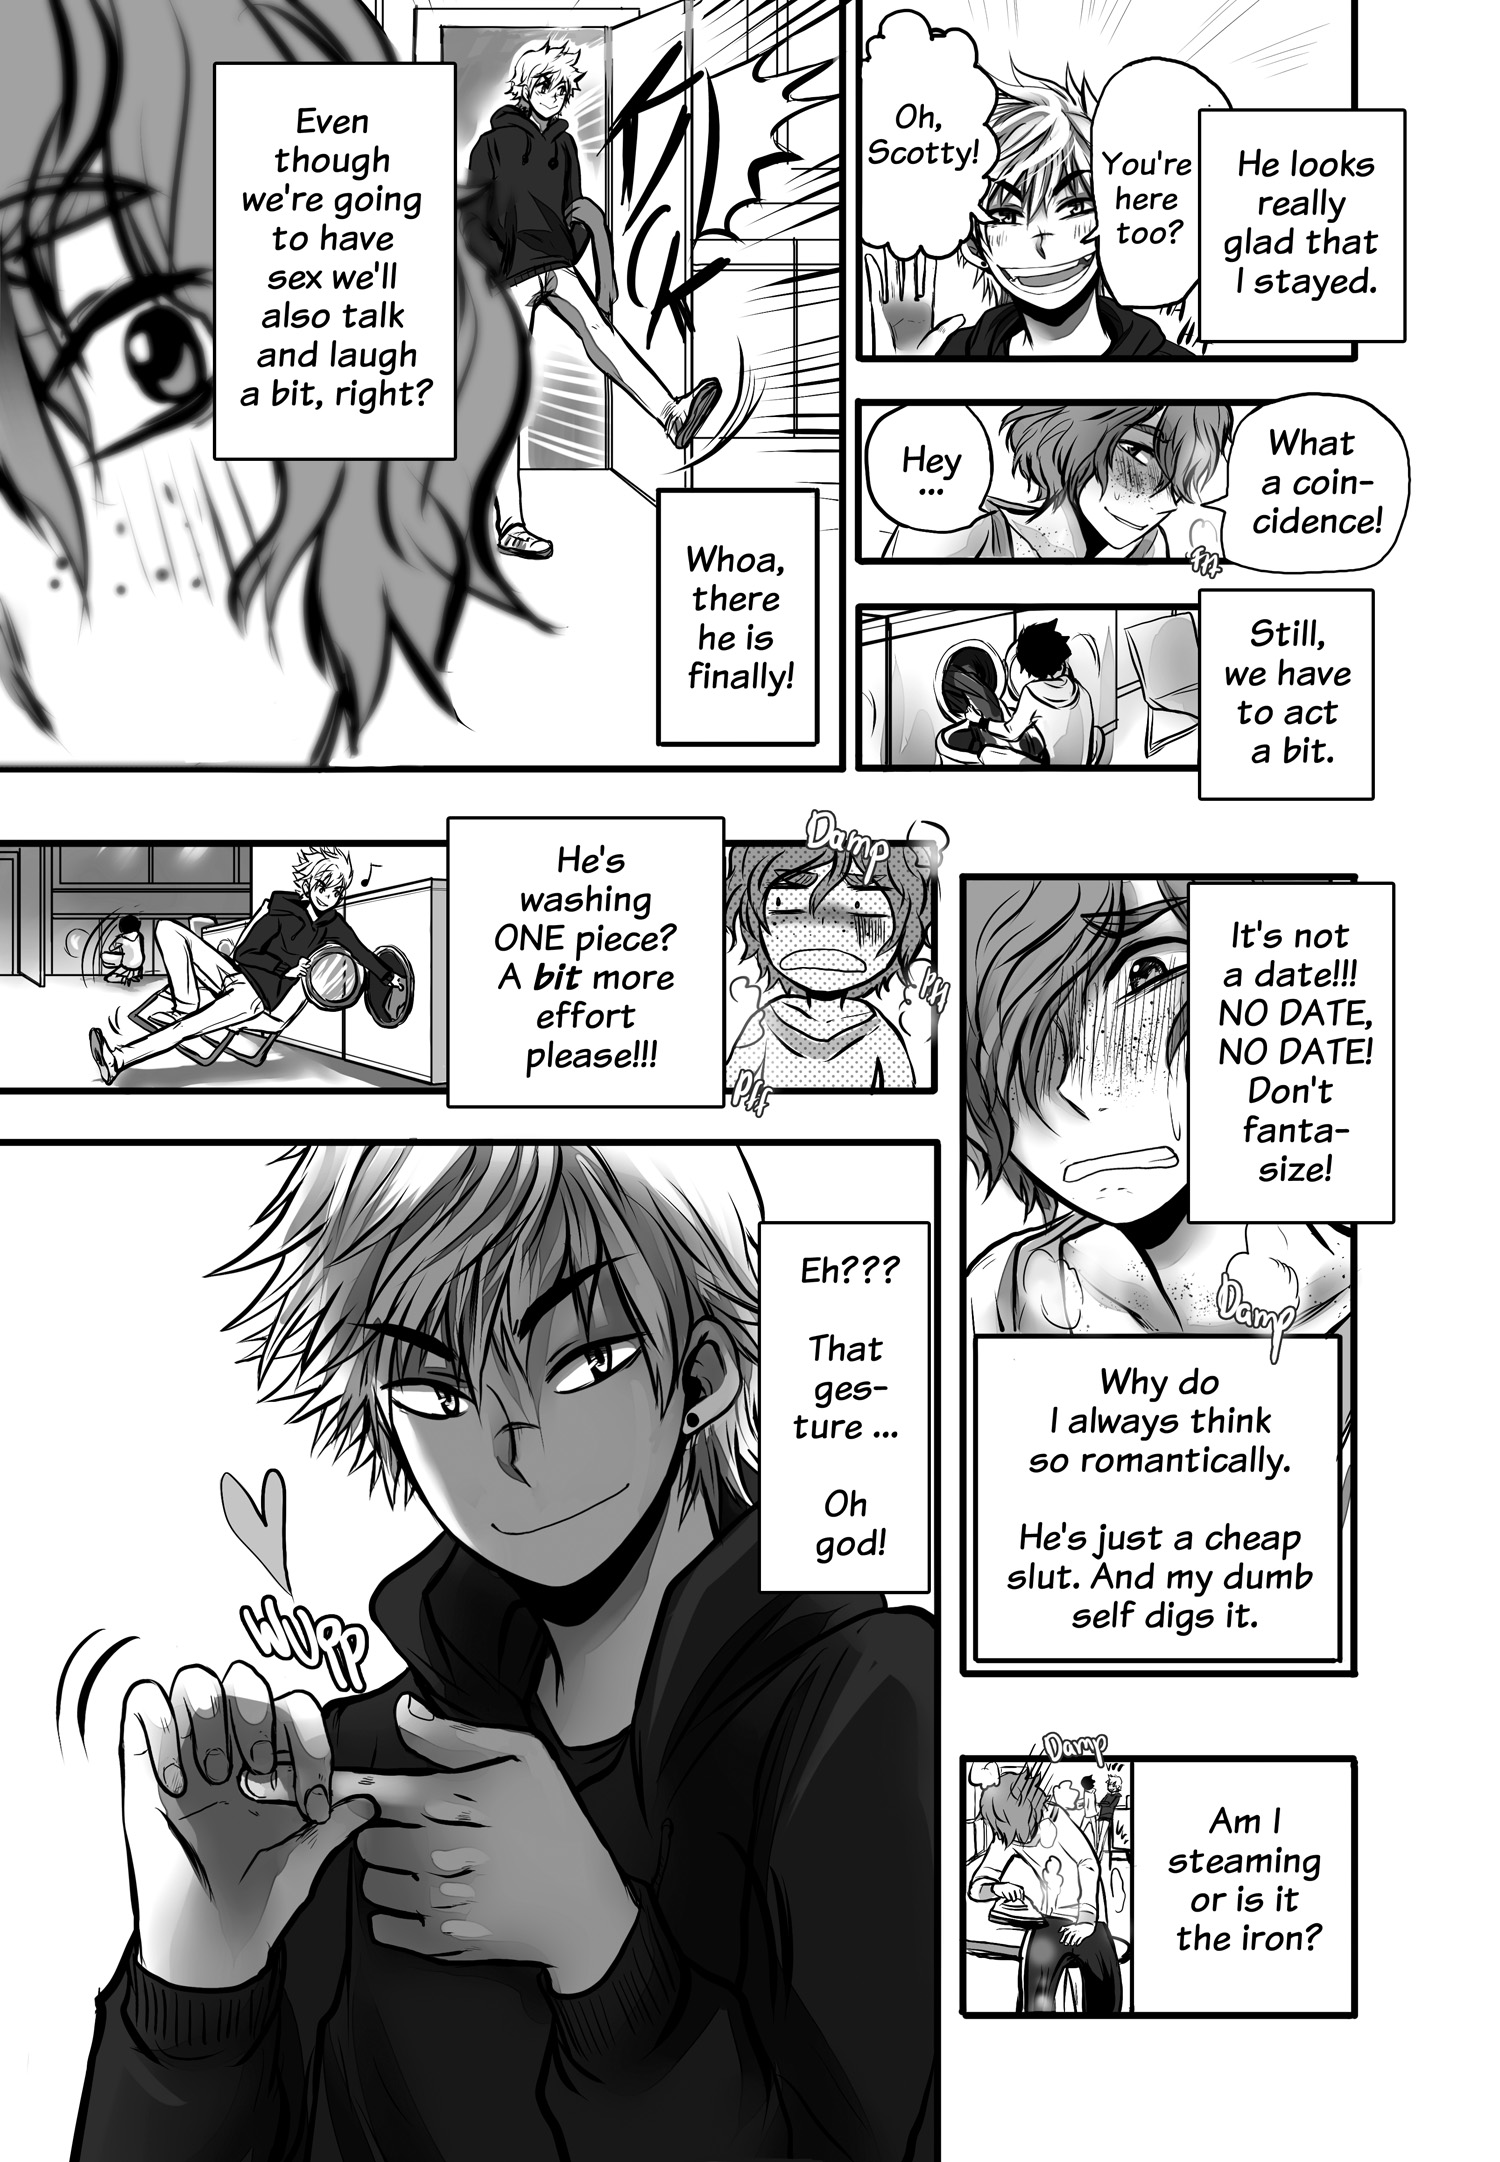 Even
though
we're going
to have
sex we'll
also talk
and laugh
a bit, right?
Whoa,
there
he is
finally!
Oh,
Scotty!
You're
here
too?
He looks
really
glad that
I stayed.
Hey
...
What
a coin-
cidence!
fff
Still,
we have
to act
a bit.
He's
washing
ONE piece?
A bit more
effort
please!!!
Damp
Pff
Eh???
That
ges-
ture ...
Oh
god!
WUPP
It's not
a date!!!
NO DATE,
NO DATE!
Don't
fanta-
size!
Damp
Why do
I always think
so romantically.
He's just a cheap
slut. And my dumb
self digs it.
Damp
Am I
steaming
or is it
the iron?